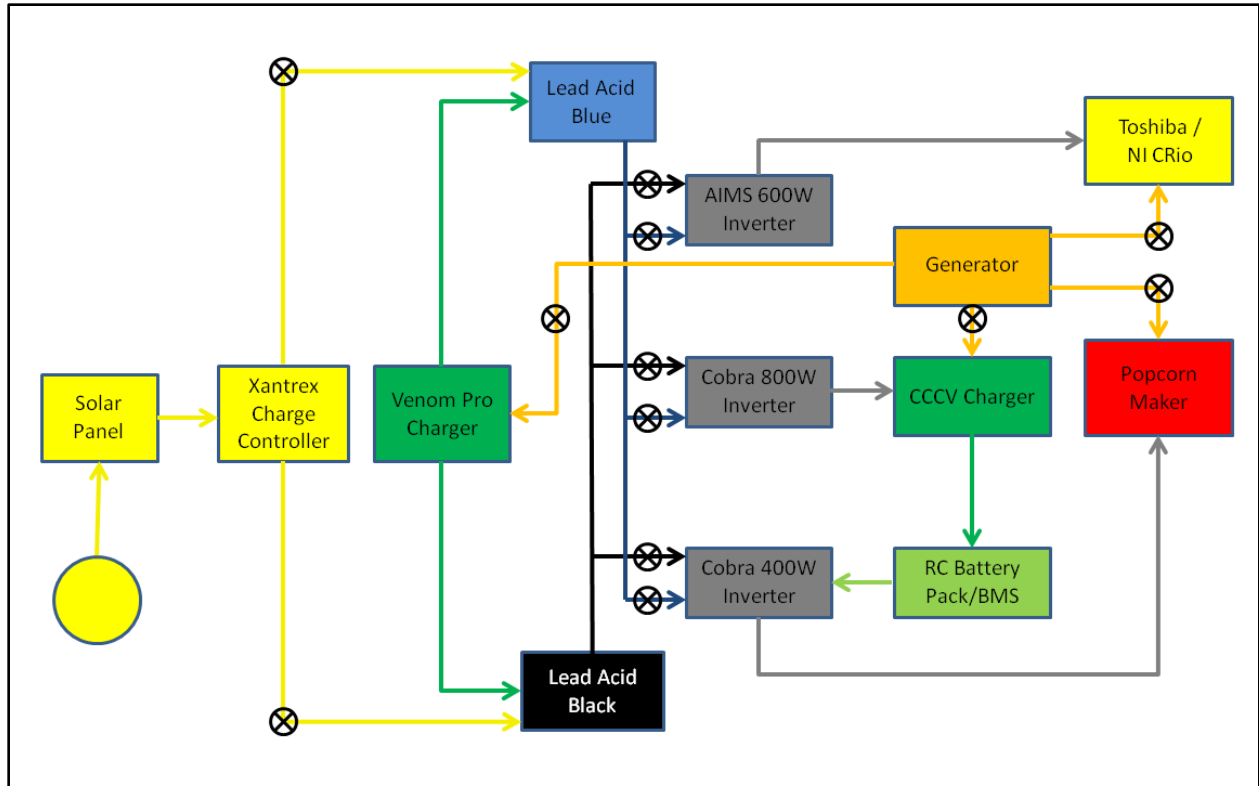 Lead Acid
Blue
Toshiba /
NI CRio
AIMS 600W
Inverter
Generator
Solar
Panel
Xantrex
Charge
Controller
Venom Pro
Charger
Cobra 800W
Inverter
CCCV Charger
Popcorn
Maker
Cobra 400W
Inverter
RC Battery
Pack/BMS
Lead Acid
Black